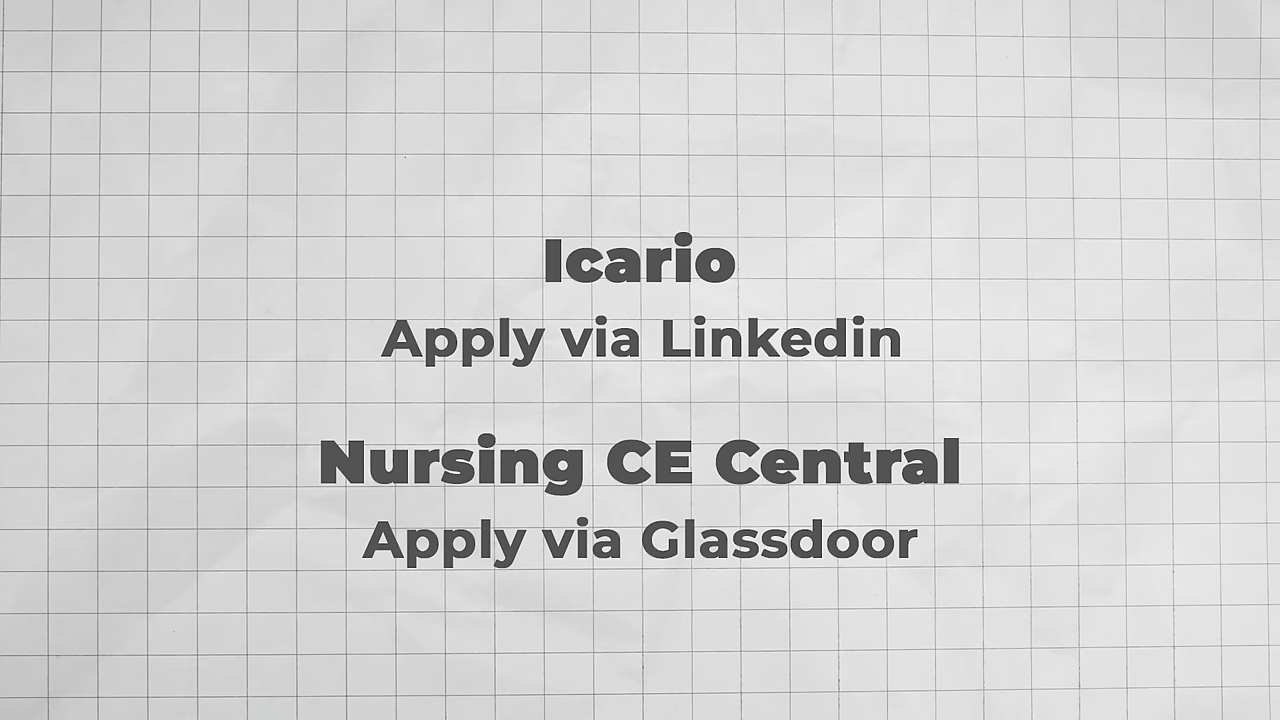 Icario
Apply via Linkedin
Nursing CE Central
Apply via Glassdoor